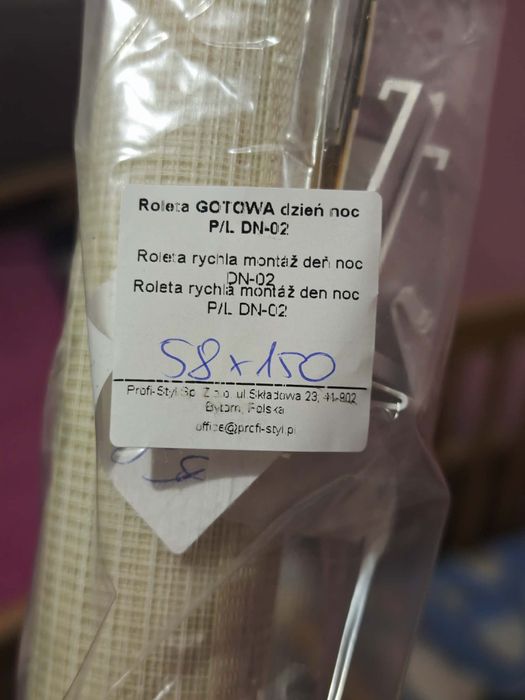 Roleta GOTOWA dzień noc
P/L DN-02
Roleta rychla montáž deň noc
DN-02
Roleta rychlá montáž den noc
P/L DN-02
58 x 150
Profi-Styl Sp. Z o.o. ul.Składowa 23, 41-902
Bytom, Polska
office@profi-styl.pl